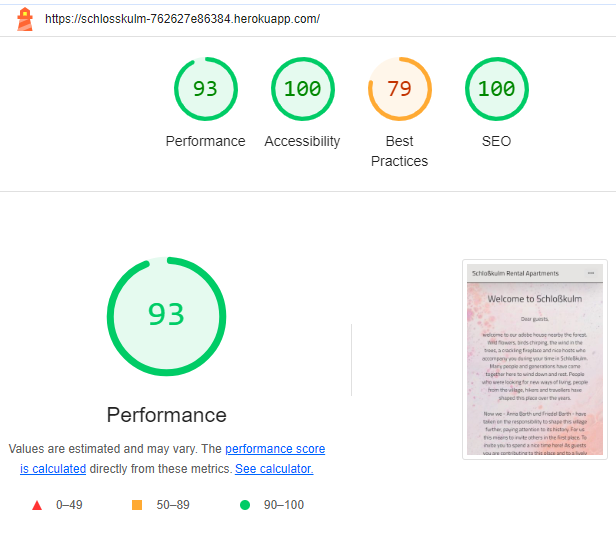 https://schlosskulm-762627e86384.herokuapp.com/
93
100
79
100
Performance
Accessibility
Best
Practices
SEO
93
Performance
Values are estimated and may vary. The performance score
is calculated directly from these metrics. See calculator.
0–49
50–89
90–100
Schloßkulm Rental Apartments
Welcome to Schloßkulm
Dear guests,
welcome to our adobe house nearby the forest,
wild flowers, birds chirping, the wind in the
trees, a crackling fireplace and nice hosts who
accompany you during your time in Schloßkulm.
Many people and generations have come
together here to wind down and rest. People
who were looking for new ways of living, people
from the village, hikers and travellers have
shaped this place over the years.
Now we - Anna Barth and Fridolf Barth - have
taken on the responsibility to shape this village
further, paying attention to its history. For us
this means to invite others in the first place. To
invite you to spend a nice time here! As guests
you are contributing to this place and to a lively